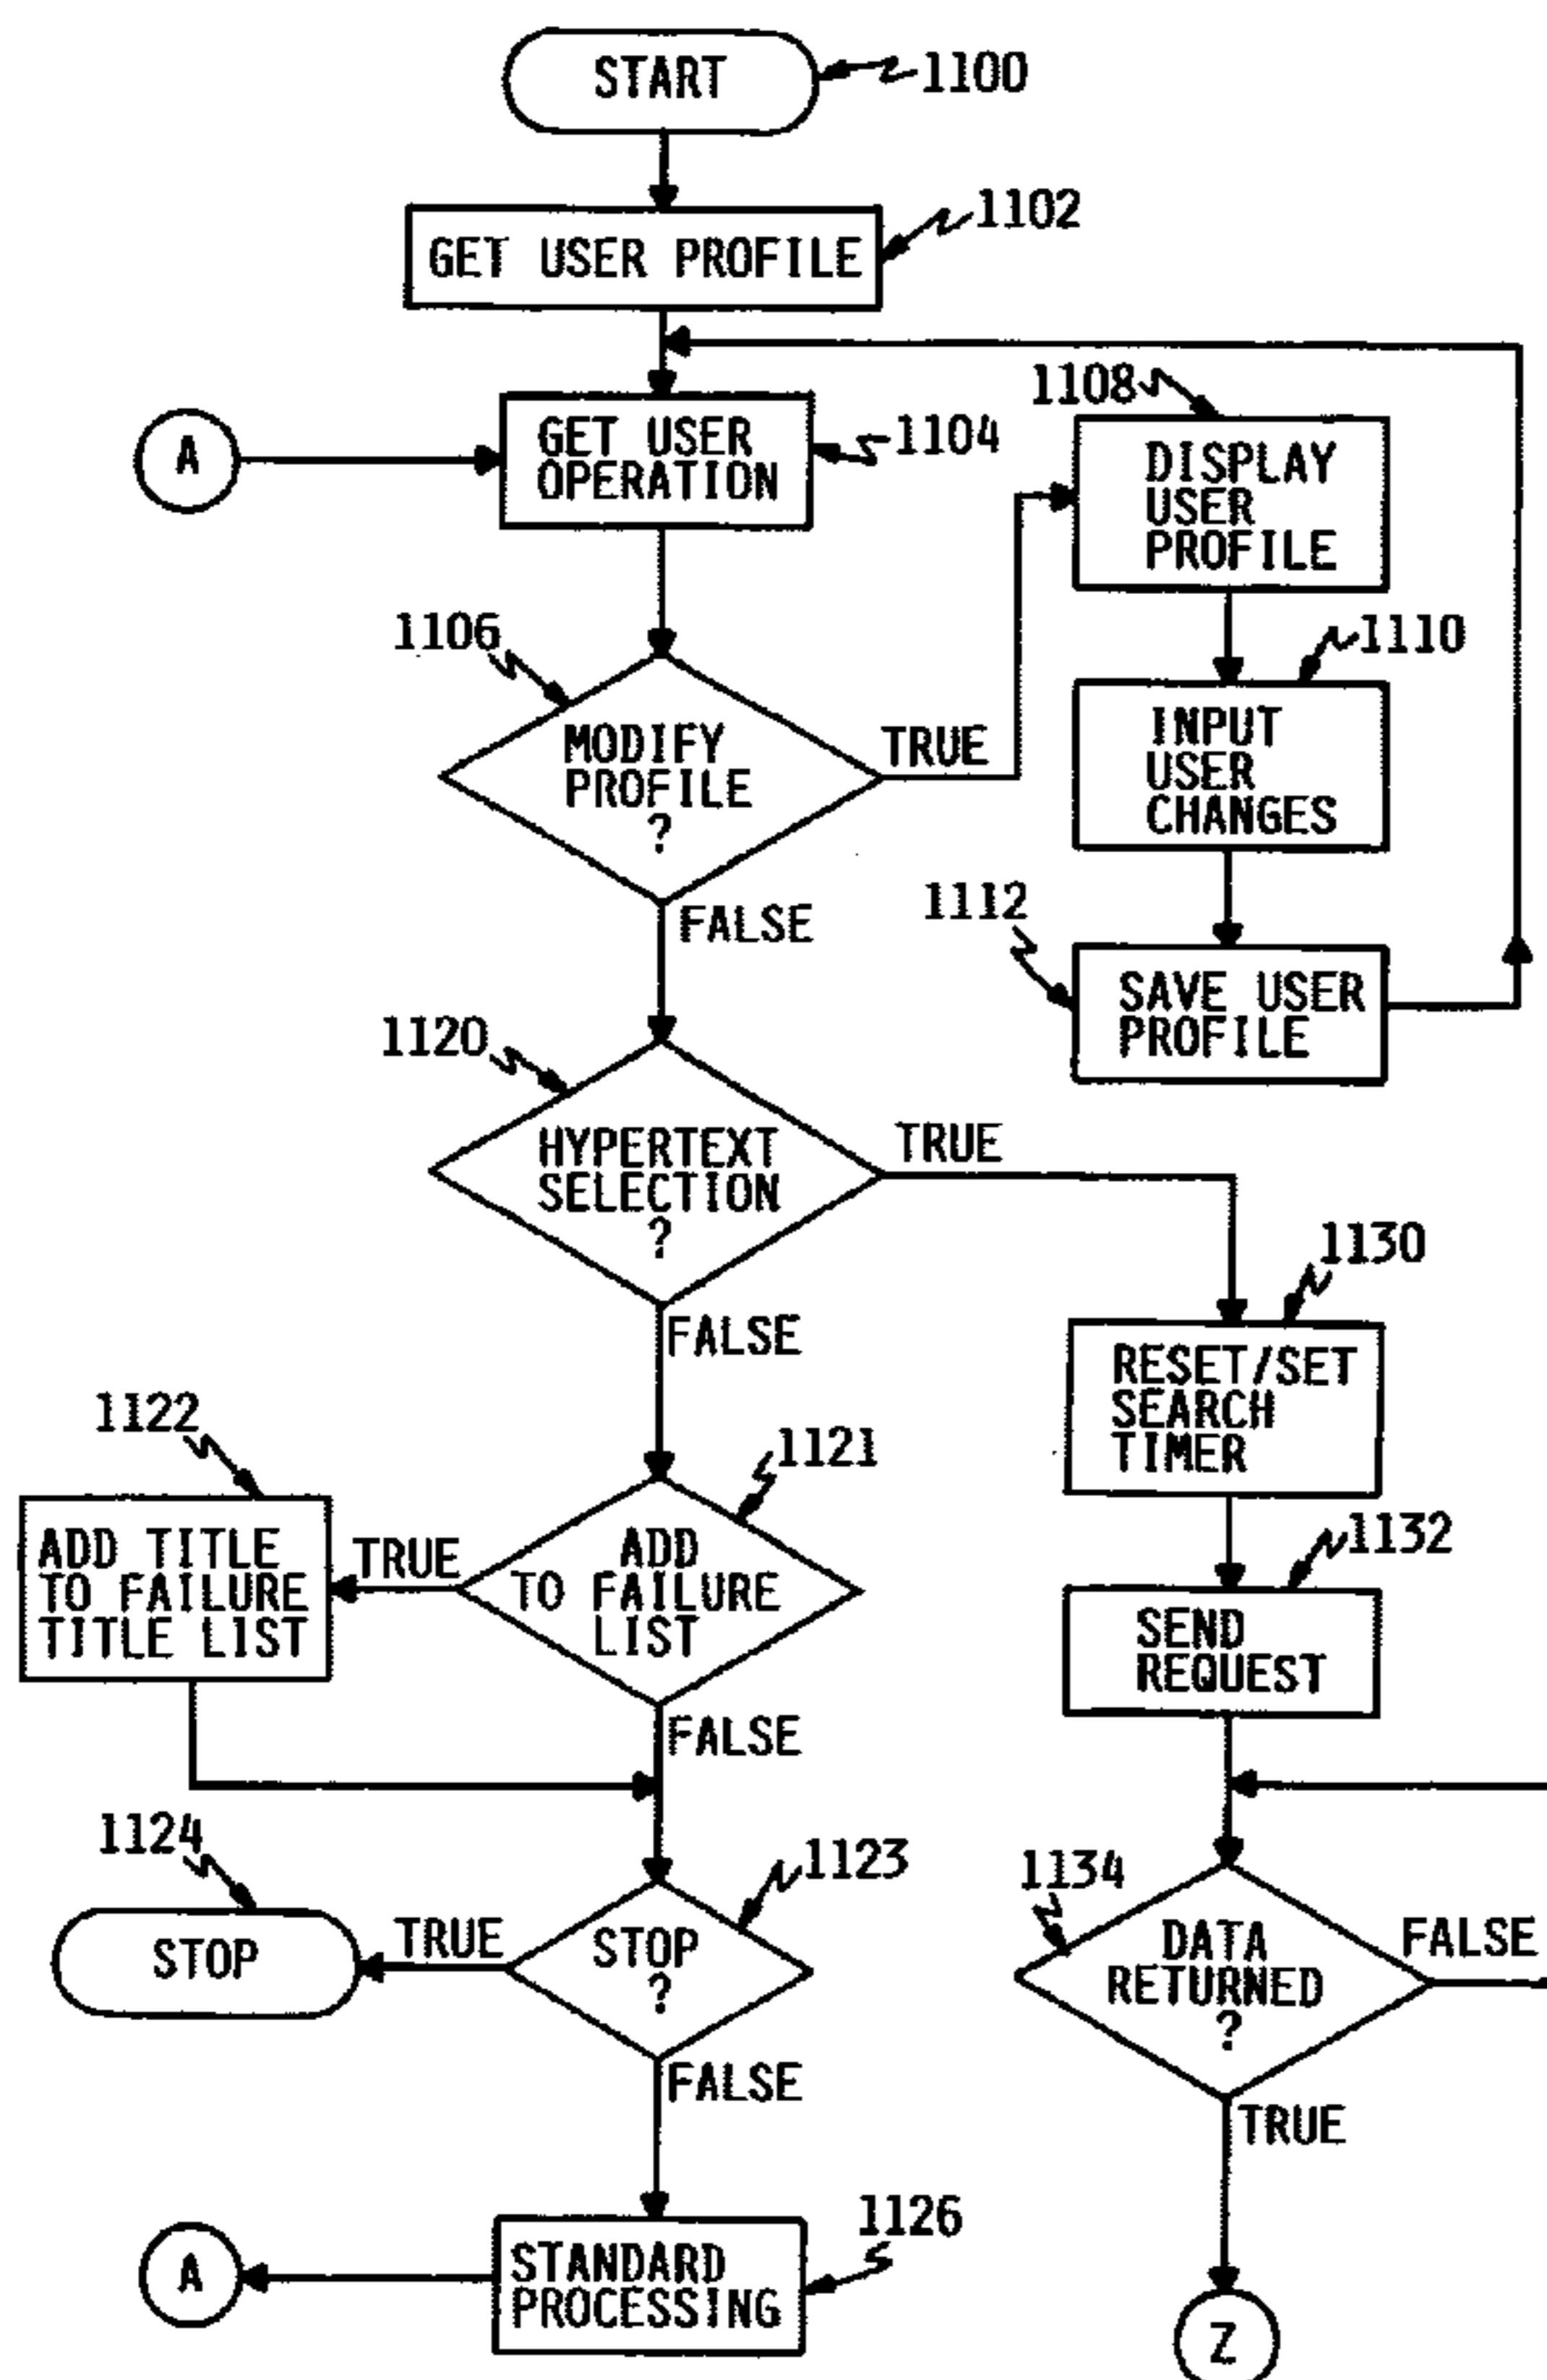 START
1100
GET USER PROFILE
1102
A
GET USER
OPERATION
1104
1108
DISPLAY
USER
PROFILE
1106
MODIFY
PROFILE
?
TRUE
FALSE
1110
INPUT
USER
CHANGES
1112
SAVE USER
PROFILE
1120
HYPERTEXT
SELECTION
?
TRUE
FALSE
1130
RESET/SET
SEARCH
TIMER
1122
ADD TITLE
TO FAILURE
TITLE LIST
TRUE
1121
ADD
TO FAILURE
LIST
FALSE
1132
SEND
REQUEST
1124
STOP
TRUE
1123
STOP
?
FALSE
1134
DATA
RETURNED
?
FALSE
TRUE
A
STANDARD
PROCESSING
1126
Z